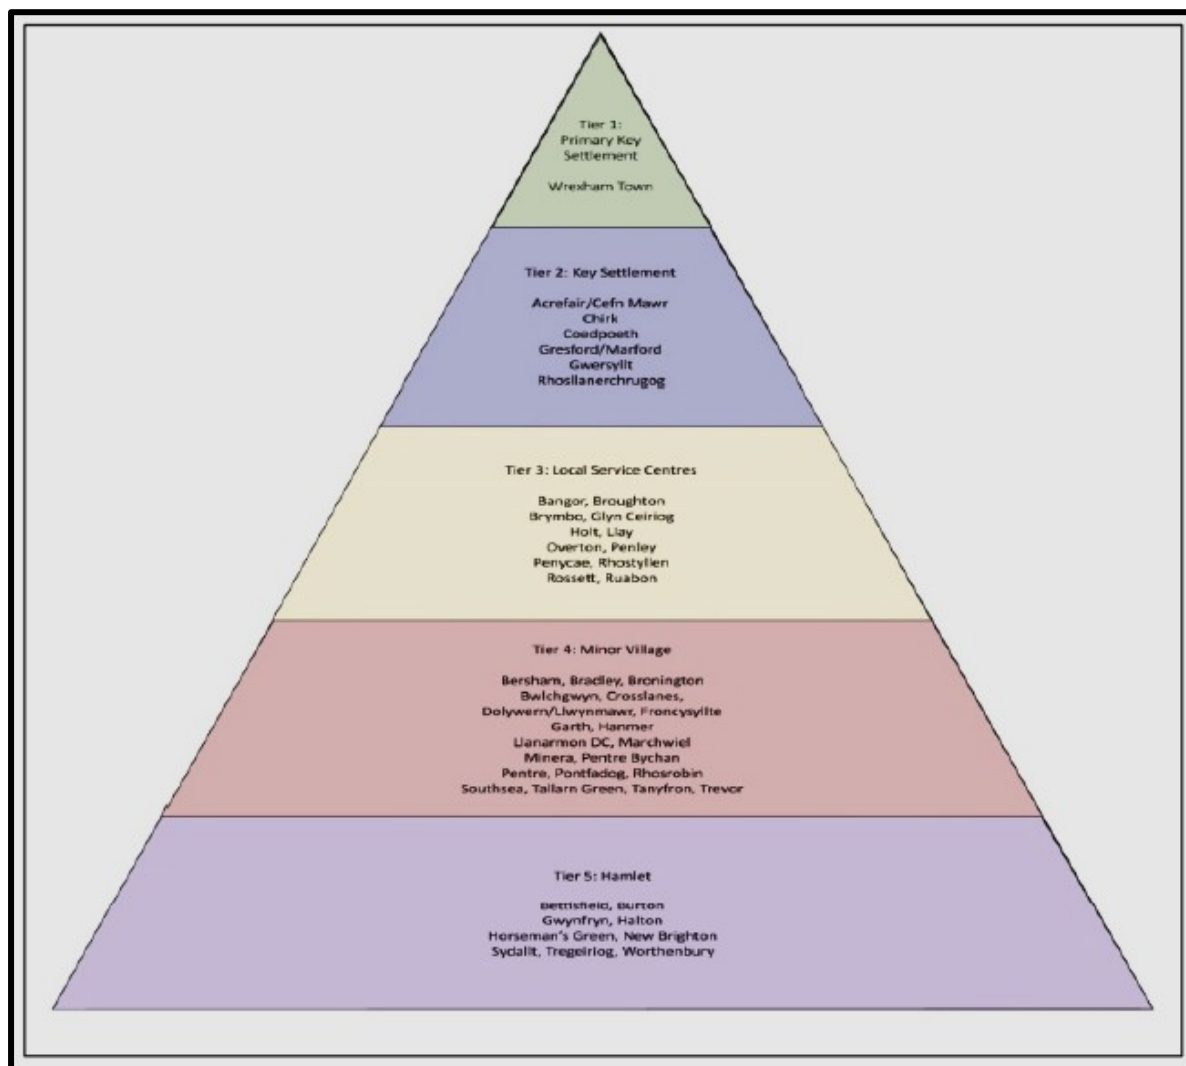 Tier 1:
Primary Key
Settlement
Wrexham Town
Tier 2: Key Settlement
Acrefair/Cefn Mawr
Chirk
Coedpoeth
Gresford/Marford
Gwersyllt
Rhosllanerchrugog
Tier 3: Local Service Centres
Bangor, Broughton
Brymbo, Glyn Ceiriog
Holt, Llay
Overton, Penley
Penycae, Rhostyllen
Rossett, Ruabon
Tier 4: Minor Village
Bersham, Bradley, Bronington
Bwlchgwyn, Crosslanes,
Dolywern/Llwynmawr, Froncysyllte
Garth, Hanmer
Llanarmon DC, Marchwiel
Minera, Pentre Bychan
Pentre, Pontfadog, Rhosrobin
Southsea, Tallarn Green, Tanyfron, Trevor
Tier 5: Hamlet
Bettisfield, Burton
Gwynfryn, Halton
Horseman's Green, New Brighton
Sydallt, Tregeiriog, Worthenbury